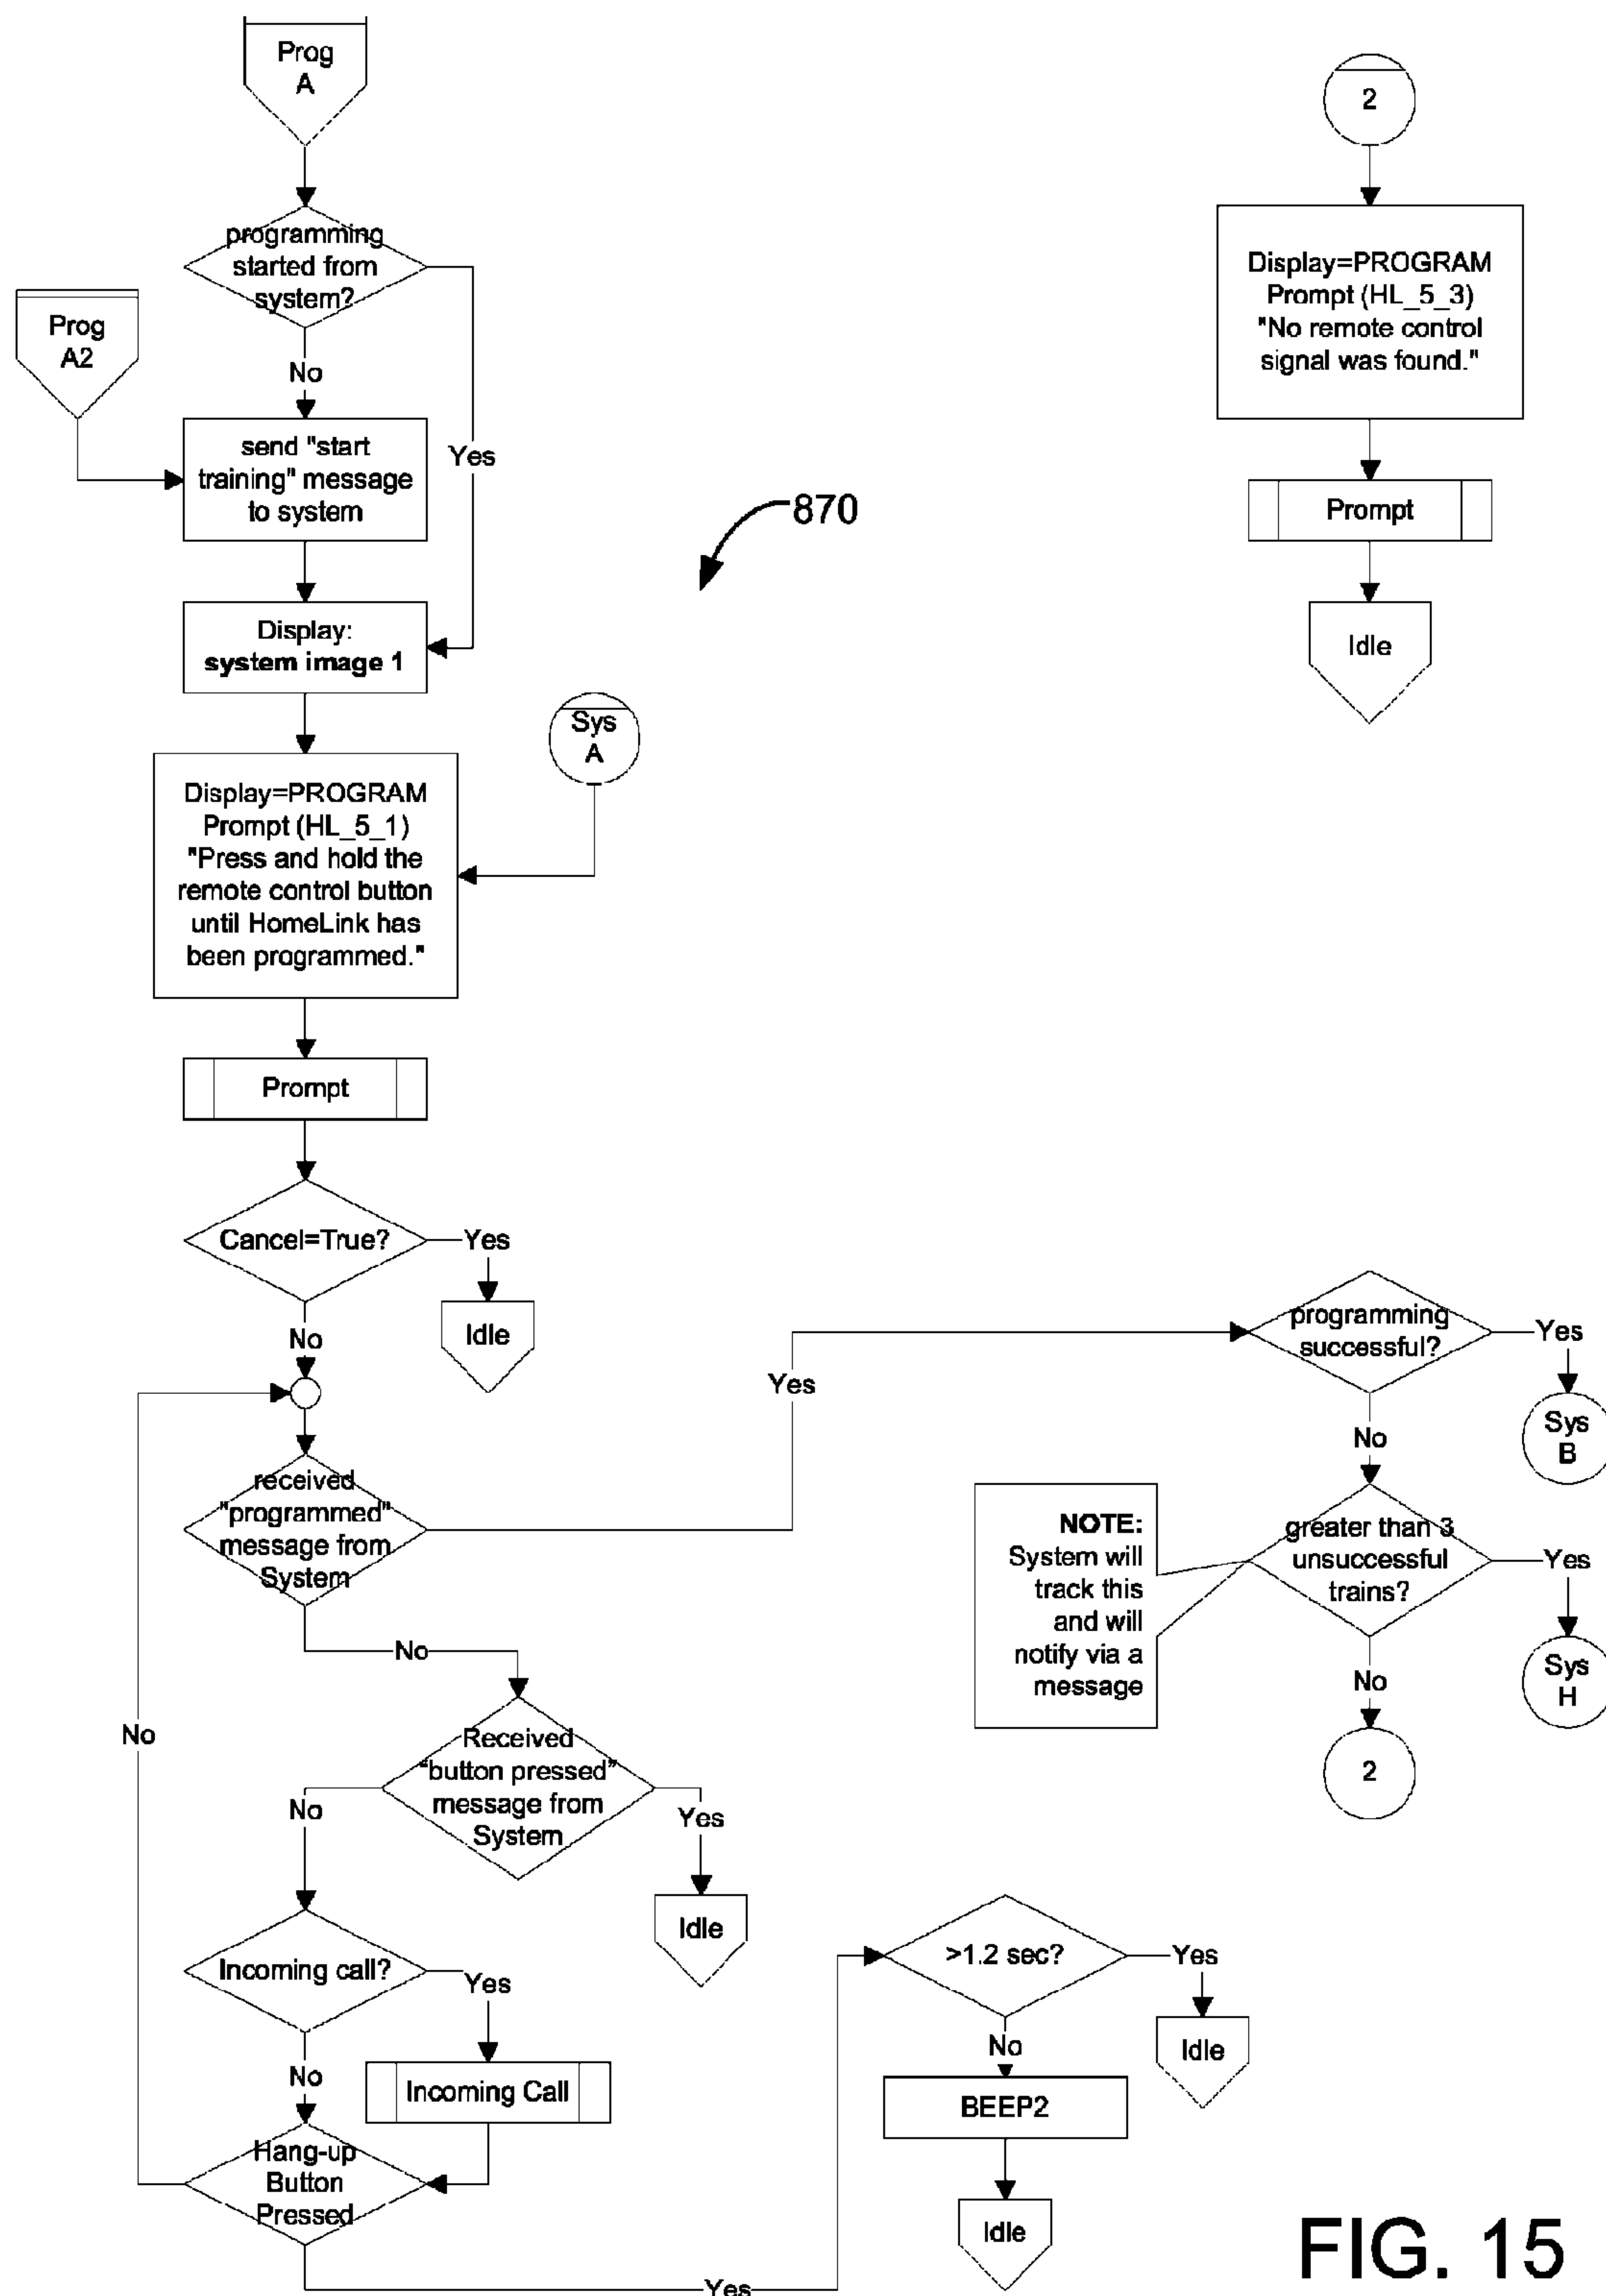 Prog
A
programming
started from
system?
No
Yes
Prog
A2
send "start
training" message
to system
Display:
system image 1
870
Sys
A
Display=PROGRAM
Prompt (HL_5_1)
"Press and hold the
remote control button
until HomeLink has
been programmed."
Prompt
Cancel=True?
Yes
Idle
No
received
"programmed"
message from
System
Yes
No
Received
“button pressed”
message from
System
No
Yes
Idle
Incoming call?
Yes
No
Incoming Call
Hang-up
Button
Pressed
No
Yes
>1.2 sec?
Yes
Idle
No
BEEP2
Idle
programming
successful?
Yes
Sys
B
No
NOTE:
System will
track this
and will
notify via a
message
greater than 3
unsuccessful
trains?
Yes
Sys
H
No
2
2
Display=PROGRAM
Prompt (HL_5_3)
"No remote control
signal was found."
Prompt
Idle
FIG. 15